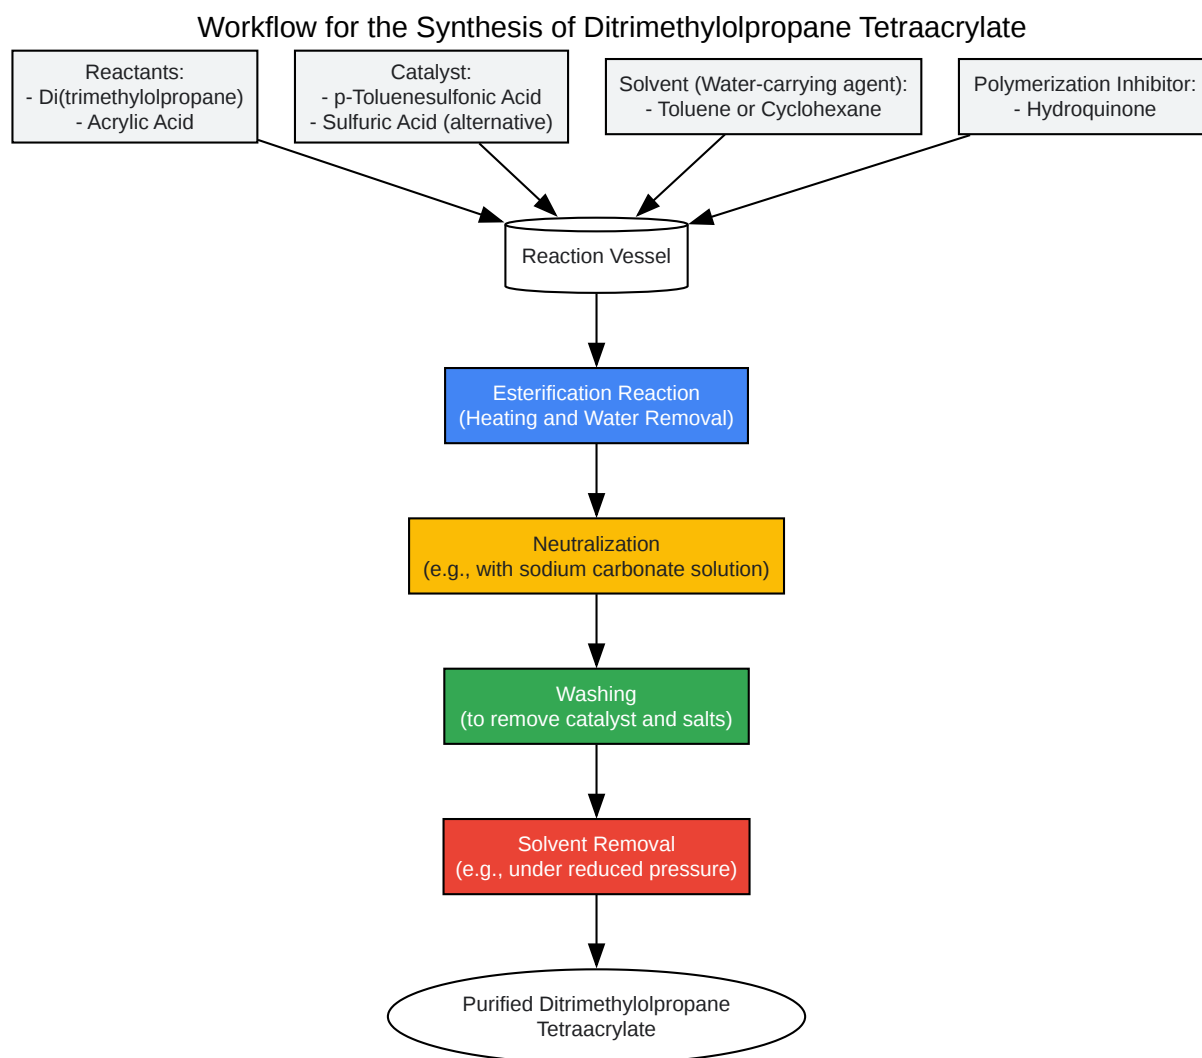 Workflow for the Synthesis of Ditrimethylolpropane Tetraacrylate
Reactants:
- Di(trimethylolpropane)
- Acrylic Acid
Catalyst:
- p-Toluenesulfonic Acid
- Sulfuric Acid (alternative)
Solvent (Water-carrying agent):
- Toluene or Cyclohexane
Polymerization Inhibitor:
- Hydroquinone
Reaction Vessel
Esterification Reaction
(Heating and Water Removal)
Neutralization
(e.g., with sodium carbonate solution)
Washing
(to remove catalyst and salts)
Solvent Removal
(e.g., under reduced pressure)
Purified Ditrimethylolpropane
Tetraacrylate